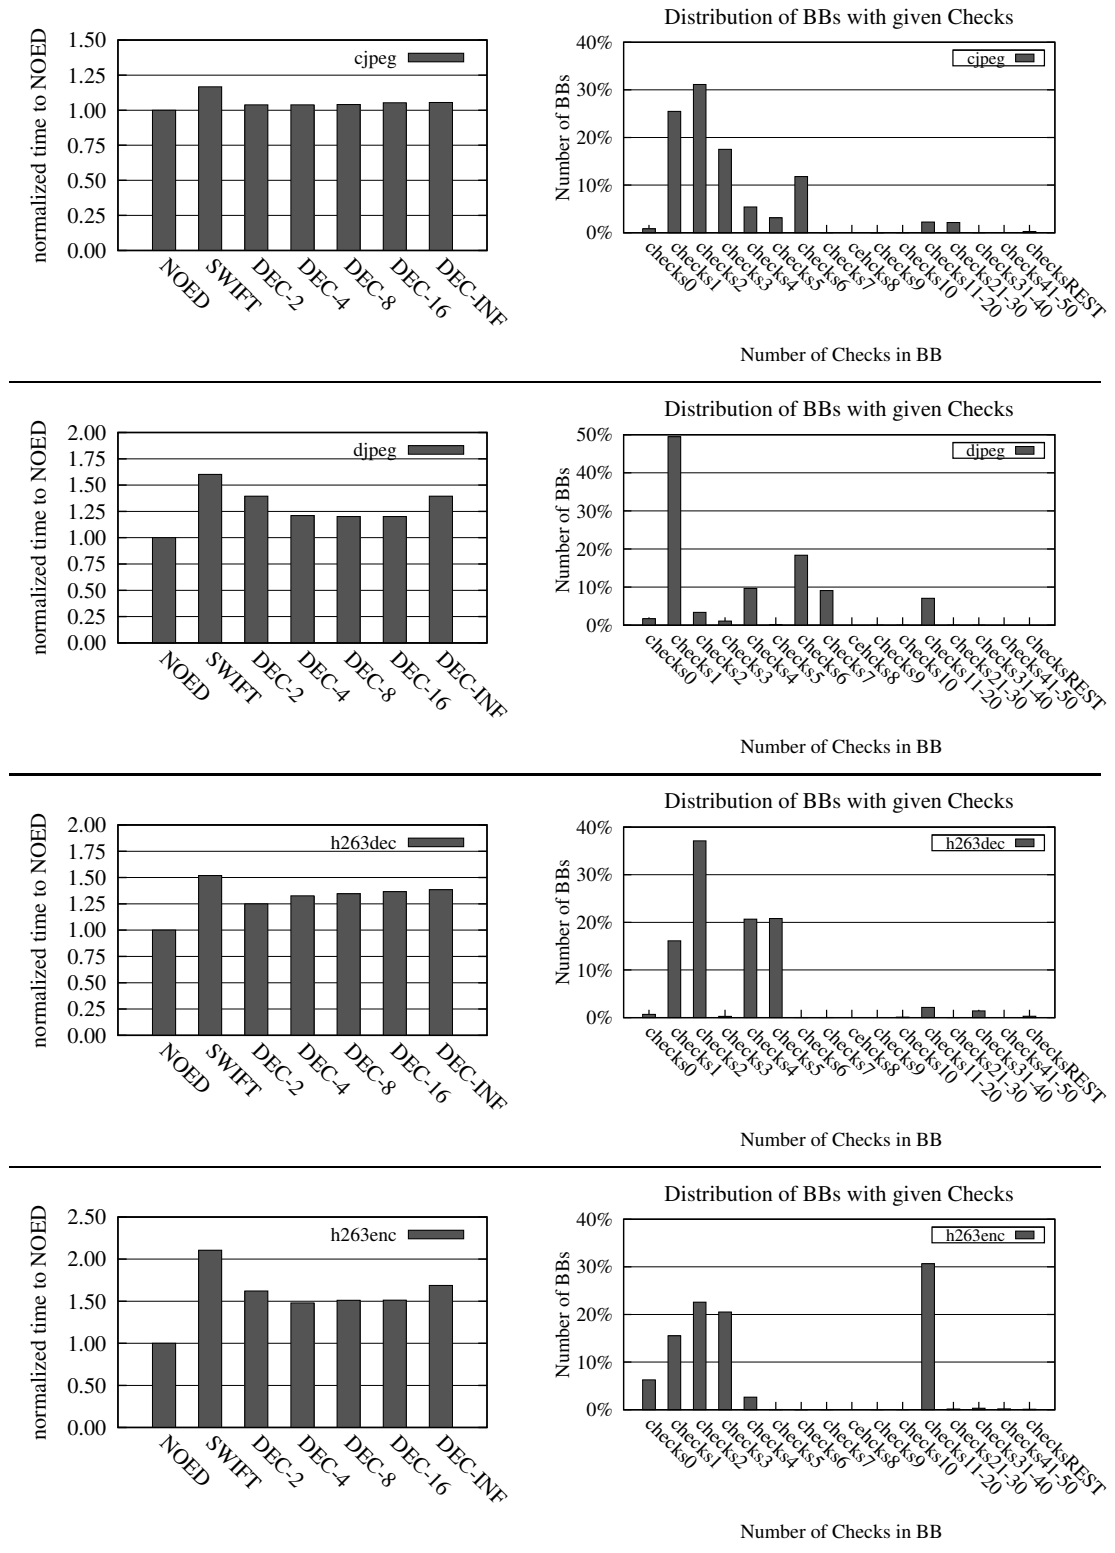 normalized time to NOED
1.50
1.25
1.00
0.75
0.50
0.25
0.00
cjpeg
NOED
SWIFT
DEC-2
DEC-4
DEC-8
DEC-16
DEC-INF
Distribution of BBs with given Checks
Number of BBs
40%
30%
20%
10%
0%
cjpeg
checks0
checks1
checks2
checks3
checks4
checks5
checks6
checks7
cehcks8
checks9
checks10
checks11-20
checks21-30
checks31-40
checks41-50
checksREST
Number of Checks in BB
normalized time to NOED
2.00
1.75
1.50
1.25
1.00
0.75
0.50
0.25
0.00
djpeg
NOED
SWIFT
DEC-2
DEC-4
DEC-8
DEC-16
DEC-INF
Distribution of BBs with given Checks
Number of BBs
50%
40%
30%
20%
10%
0%
djpeg
checks0
checks1
checks2
checks3
checks4
checks5
checks6
checks7
cehcks8
checks9
checks10
checks11-20
checks21-30
checks31-40
checks41-50
checksREST
Number of Checks in BB
normalized time to NOED
2.00
1.75
1.50
1.25
1.00
0.75
0.50
0.25
0.00
h263dec
NOED
SWIFT
DEC-2
DEC-4
DEC-8
DEC-16
DEC-INF
Distribution of BBs with given Checks
Number of BBs
40%
30%
20%
10%
0%
h263dec
checks0
checks1
checks2
checks3
checks4
checks5
checks6
checks7
cehcks8
checks9
checks10
checks11-20
checks21-30
checks31-40
checks41-50
checksREST
Number of Checks in BB
normalized time to NOED
2.50
2.00
1.50
1.00
0.50
0.00
h263enc
NOED
SWIFT
DEC-2
DEC-4
DEC-8
DEC-16
DEC-INF
Distribution of BBs with given Checks
Number of BBs
40%
30%
20%
10%
0%
h263enc
checks0
checks1
checks2
checks3
checks4
checks5
checks6
checks7
cehcks8
checks9
checks10
checks11-20
checks21-30
checks31-40
checks41-50
checksREST
Number of Checks in BB